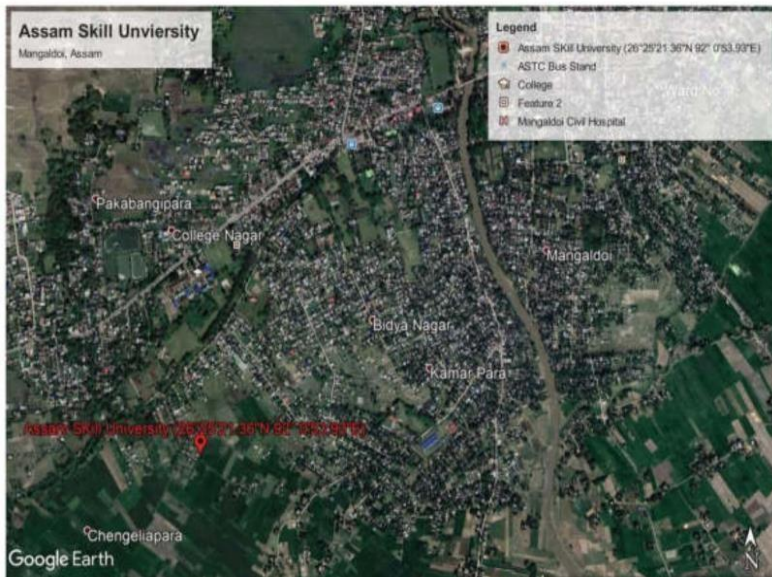 Assam Skill Unviersity
Mangaldoi, Assam
Legend
Assam SKill University (26°25'21.36"N 92° 0'53.93"E)
ASTC Bus Stand
College
Feature 2
Mangaldoi Civil Hospital
Ward No
Pakabangipara
College Nagar
Mangaldoi
Bidya Nagar
Kamar Para
Assam SKill University (26°25'21.36"N 92° 0'53.93"E)
Chengeliapara
Google Earth
N